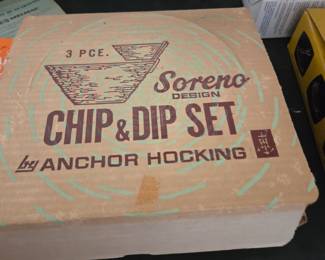 3 PCE.
Soreno
DESIGN
CHIP & DIP SET
by ANCHOR HOCKING